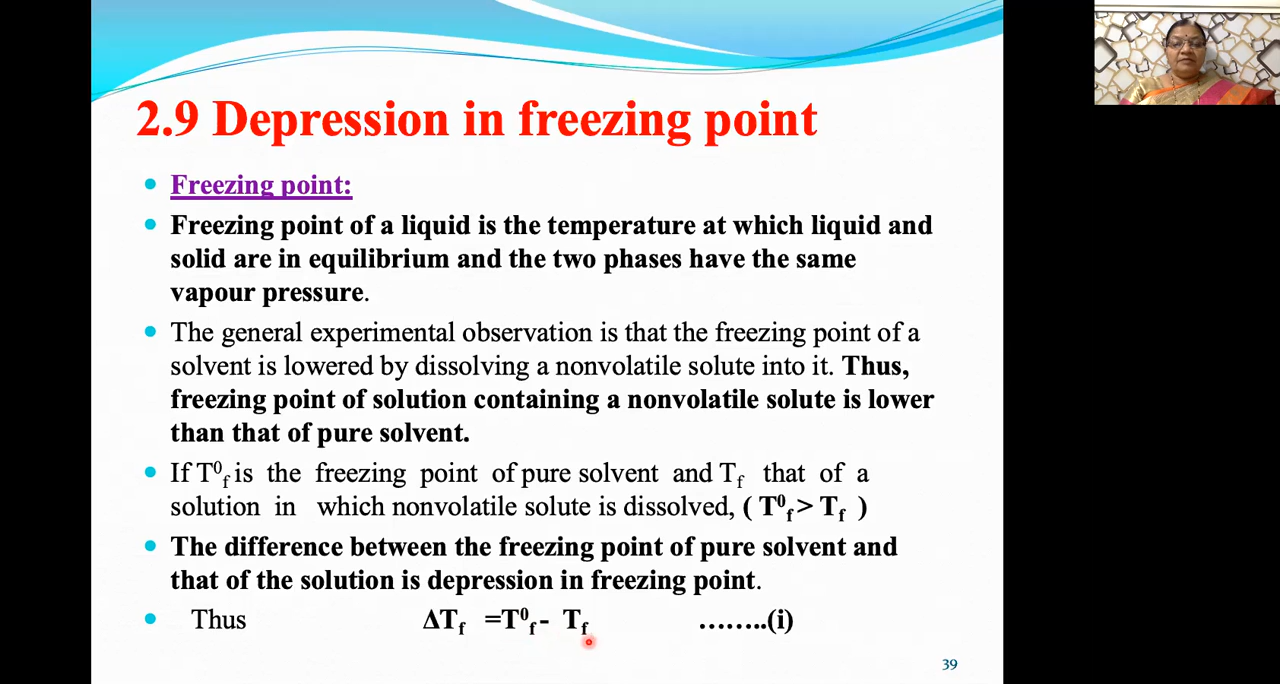 2.9 Depression in freezing point
• Freezing point:
• Freezing point of a liquid is the temperature at which liquid and
solid are in equilibrium and the two phases have the same
vapour pressure.
• The general experimental observation is that the freezing point of a
solvent is lowered by dissolving a nonvolatile solute into it. Thus,
freezing point of solution containing a nonvolatile solute is lower
than that of pure solvent.
• If T⁰f is the freezing point of pure solvent and Tf that of a
solution in which nonvolatile solute is dissolved, ( T⁰f > Tf )
• The difference between the freezing point of pure solvent and
that of the solution is depression in freezing point.
• Thus ΔTf =T⁰f - Tf ……..(i)
39